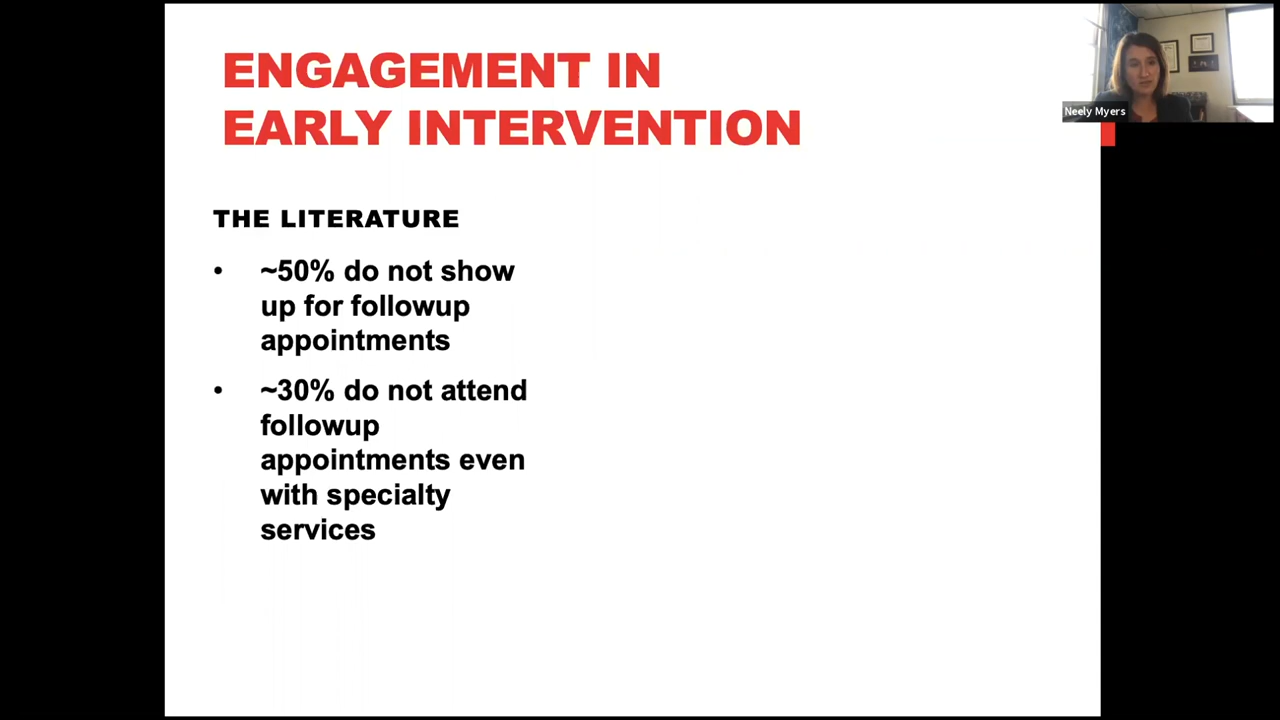 ENGAGEMENT IN
EARLY INTERVENTION
Neely Myers
THE LITERATURE
• ~50% do not show
up for followup
appointments
• ~30% do not attend
followup
appointments even
with specialty
services